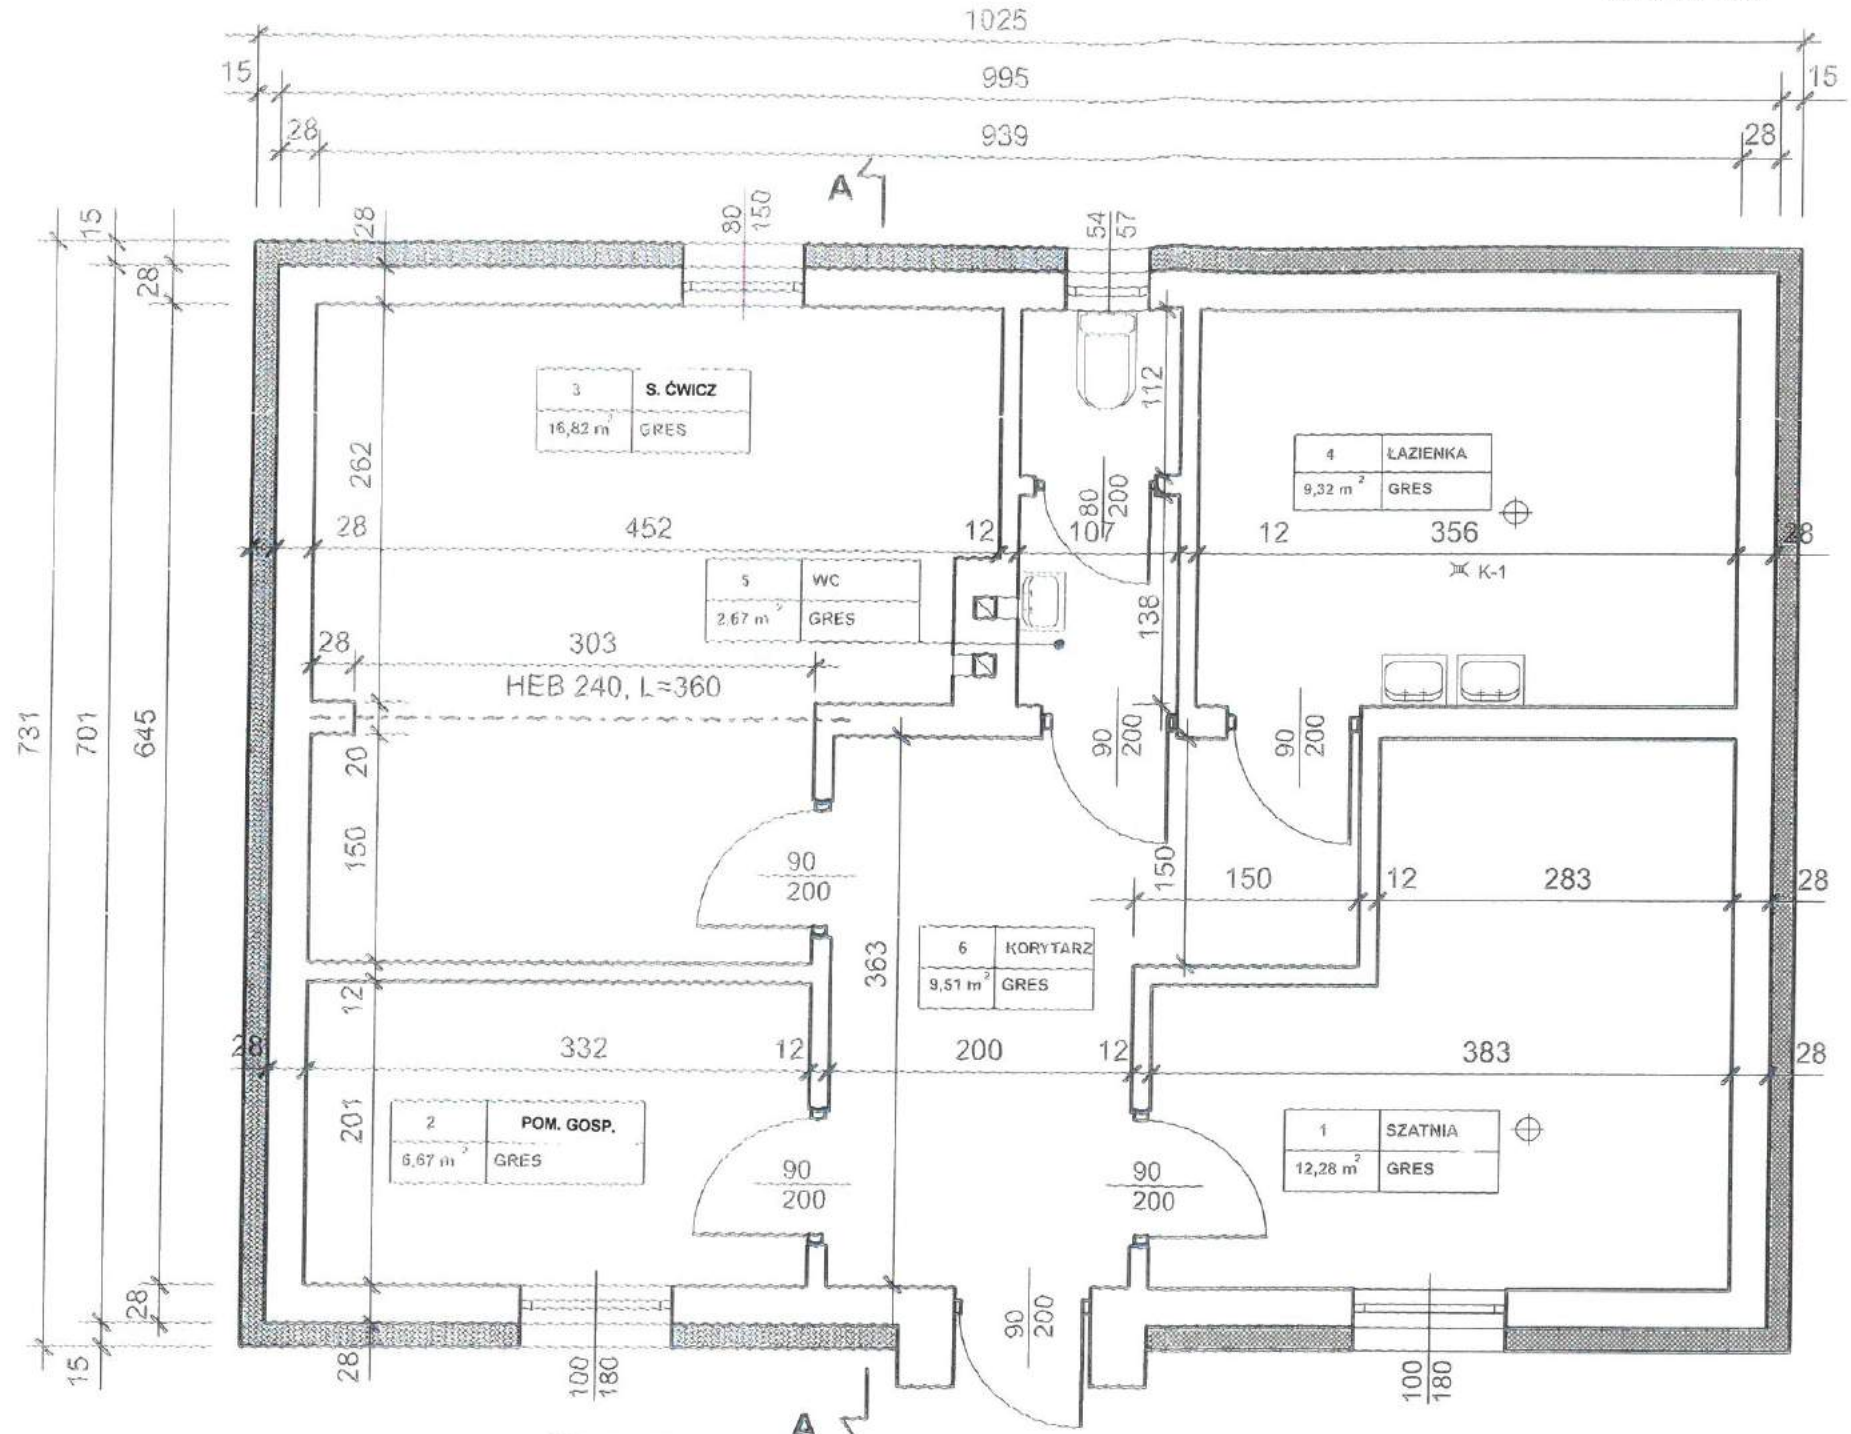 1025
15 995 15
28 939 28
A
80
150
54
57
15
28
28
3 S. ĆWICZ
16,82 m² GRES
112
262
4 ŁAZIENKA
9,32 m² GRES
80
200
28 452 12 107 12 356 28
K-1
5 WC
2,67 m² GRES
138
28 303
HEB 240, L=360
731
701
645
20
90
200
90
200
150
90
200
150
150 12 283 28
363
6 KORYTARZ
9,51 m² GRES
12
28 332 12 200 12 383 28
201
2 POM. GOSP.
6,67 m² GRES
1 SZATNIA
12,28 m² GRES
90
200
90
200
28
15
28
100
180
90
200
100
180
A